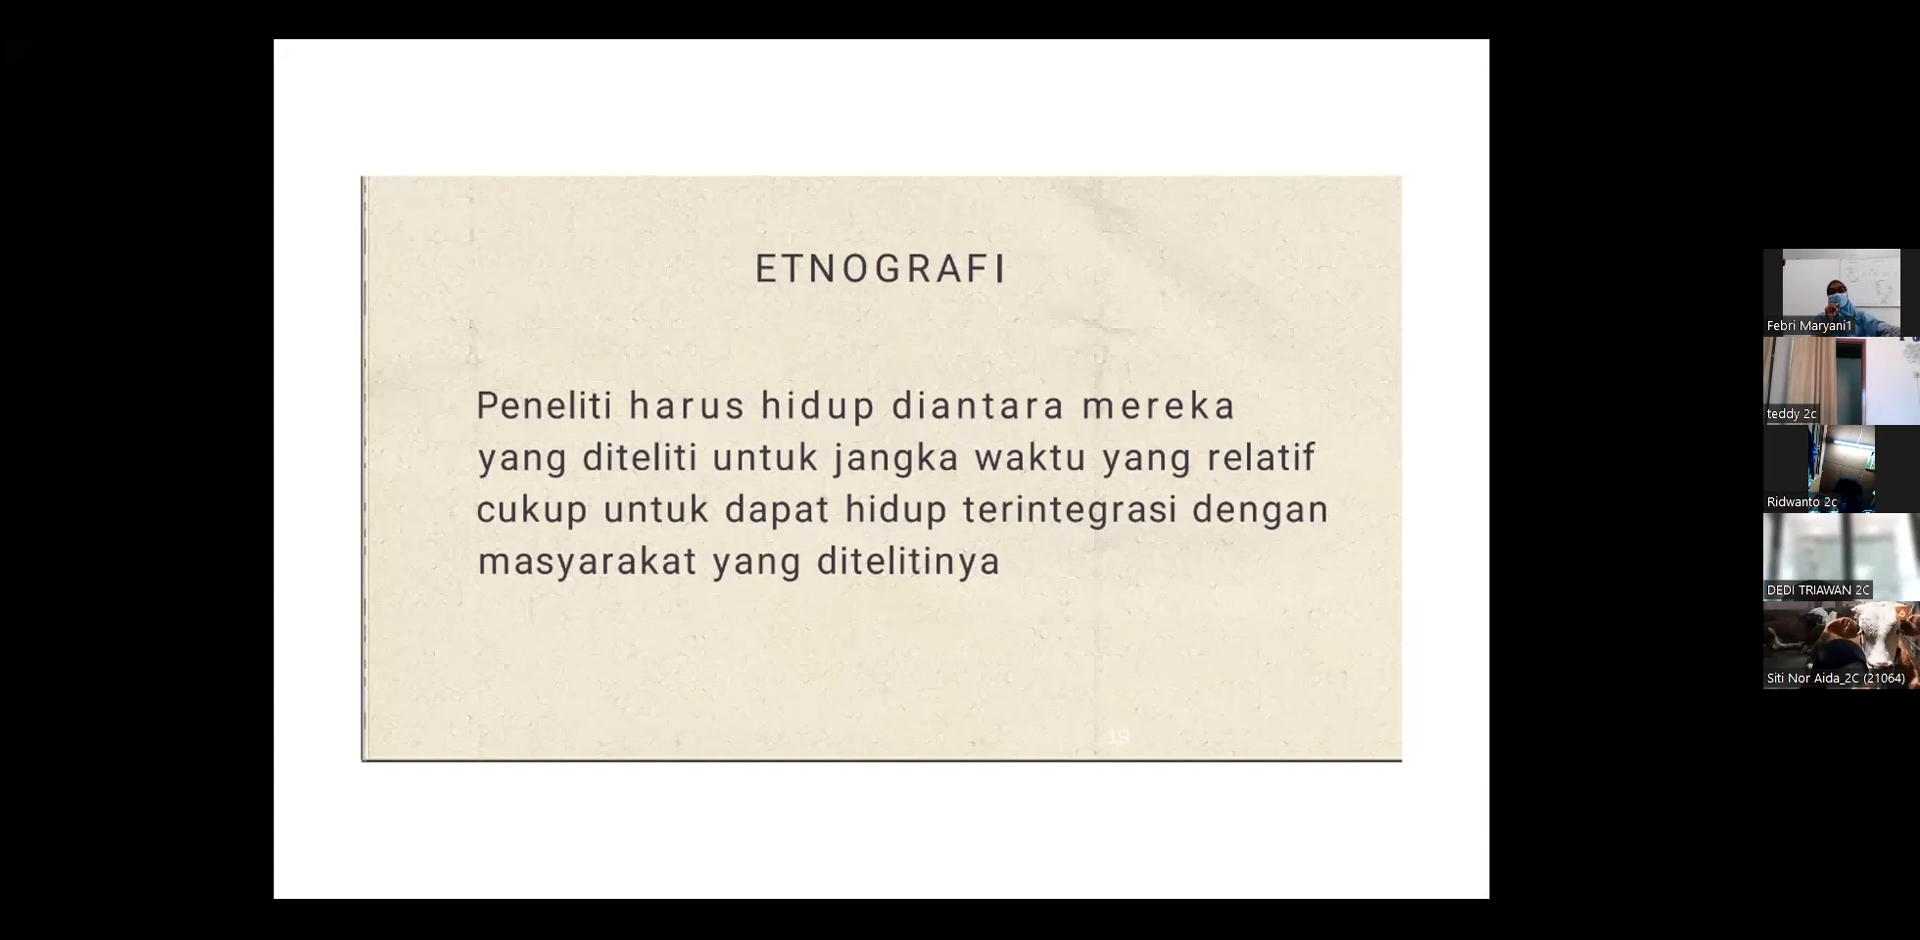 ETNOGRAFI
Peneliti harus hidup diantara mereka
yang diteliti untuk jangka waktu yang relatif
cukup untuk dapat hidup terintegrasi dengan
masyarakat yang ditelitinya
19
Febri Maryani1
teddy 2c
Ridwanto 2c
DEDI TRIAWAN 2C
Siti Nor Aida_2C (21064)